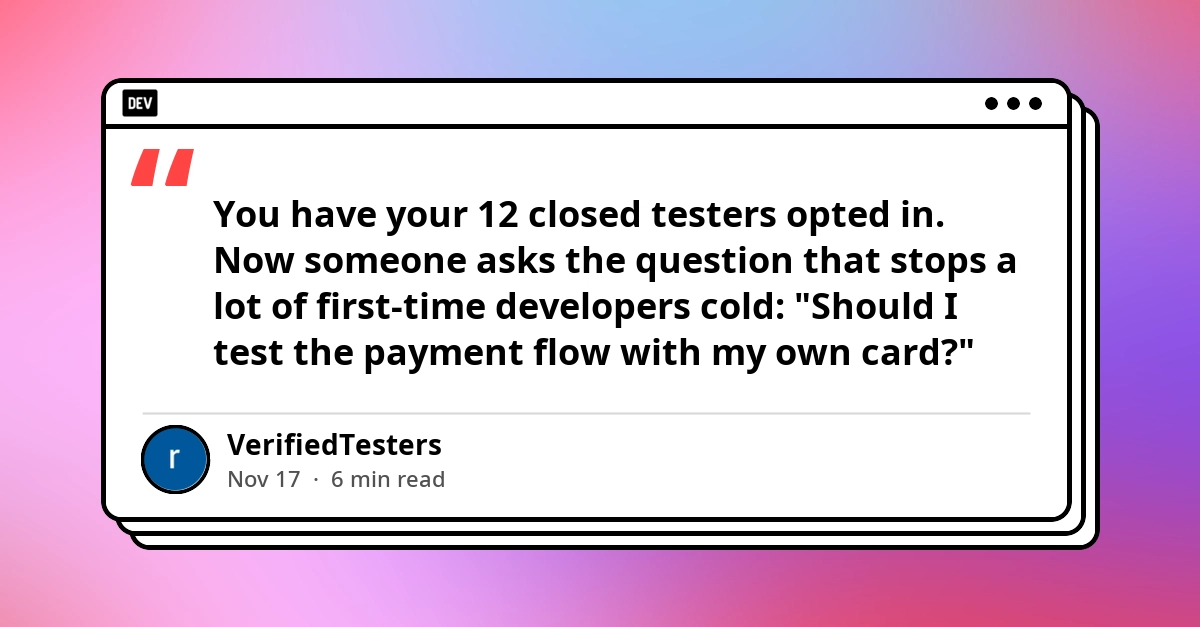 DEV
“
You have your 12 closed testers opted in.
Now someone asks the question that stops a
lot of first-time developers cold: "Should I
test the payment flow with my own card?"
r
VerifiedTesters
Nov 17 · 6 min read